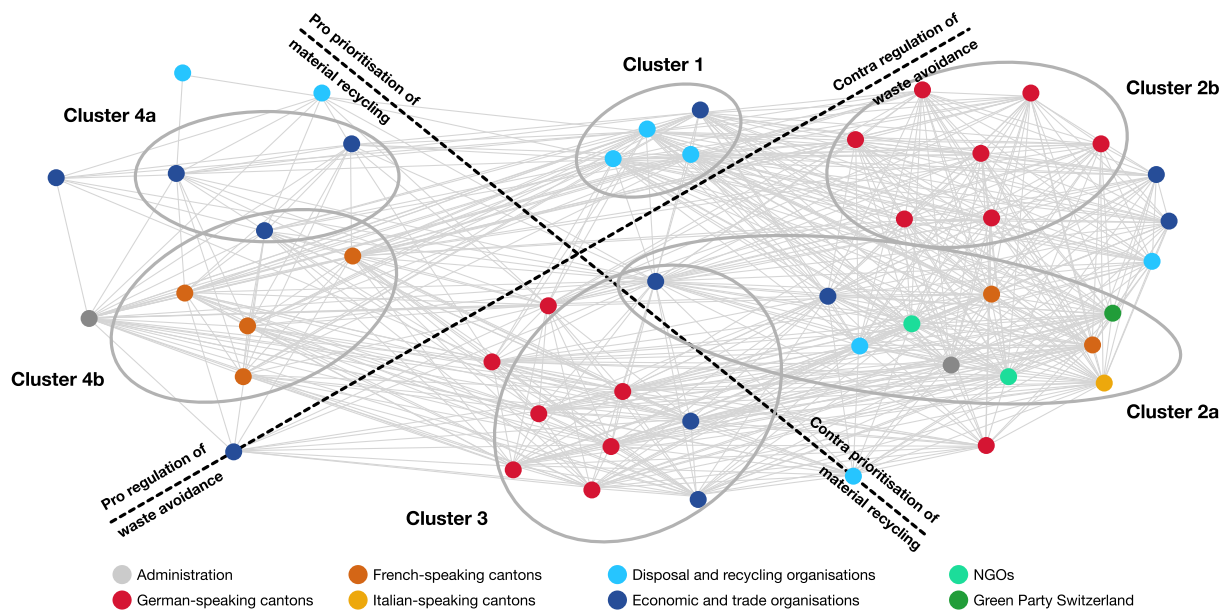 Pro prioritisation of
material recycling
Contra regulation of
waste avoidance
Cluster 1
Cluster 2b
Cluster 4a
Cluster 4b
Cluster 2a
Pro regulation of
waste avoidance
Cluster 3
Contra prioritisation of
material recycling
Administration
French-speaking cantons
Disposal and recycling organisations
NGOs
German-speaking cantons
Italian-speaking cantons
Economic and trade organisations
Green Party Switzerland